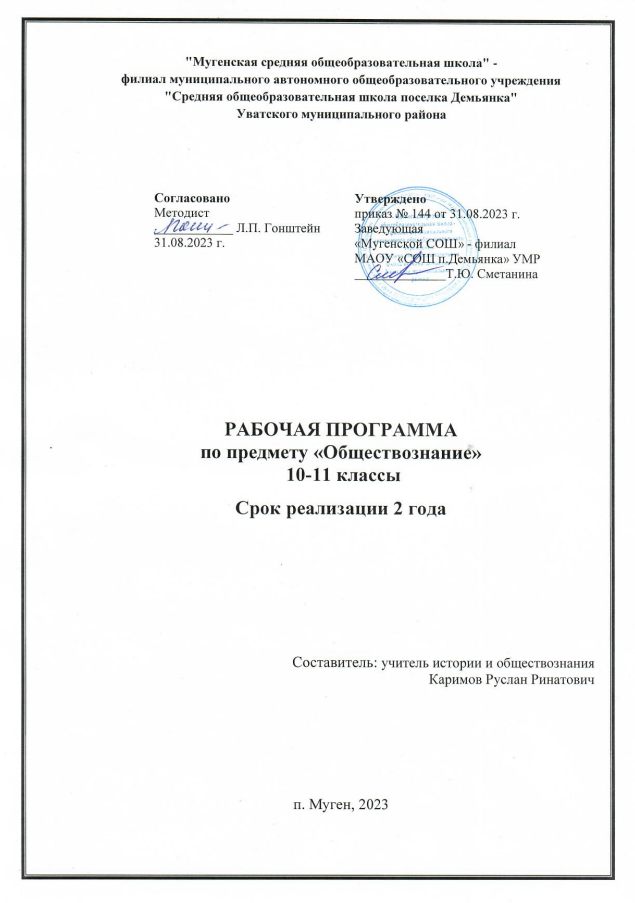 "Мугенская средняя общеобразовательная школа" -
филиал муниципального автономного общеобразовательного учреждения
"Средняя общеобразовательная школа поселка Демьянка"
Уватского муниципального района
Согласовано
Методист
____________ Л.П. Гонштейн
31.08.2023 г.
Утверждено
приказ № 144 от 31.08.2023 г.
Заведующая
«Мугенской СОШ» - филиал
МАОУ «СОШ п.Демьянка» УМР
______________Т.Ю. Сметанина
РАБОЧАЯ ПРОГРАММА
по предмету «Обществознание»
10-11 классы
Срок реализации 2 года
Составитель: учитель истории и обществознания
Каримов Руслан Ринатович
п. Муген, 2023